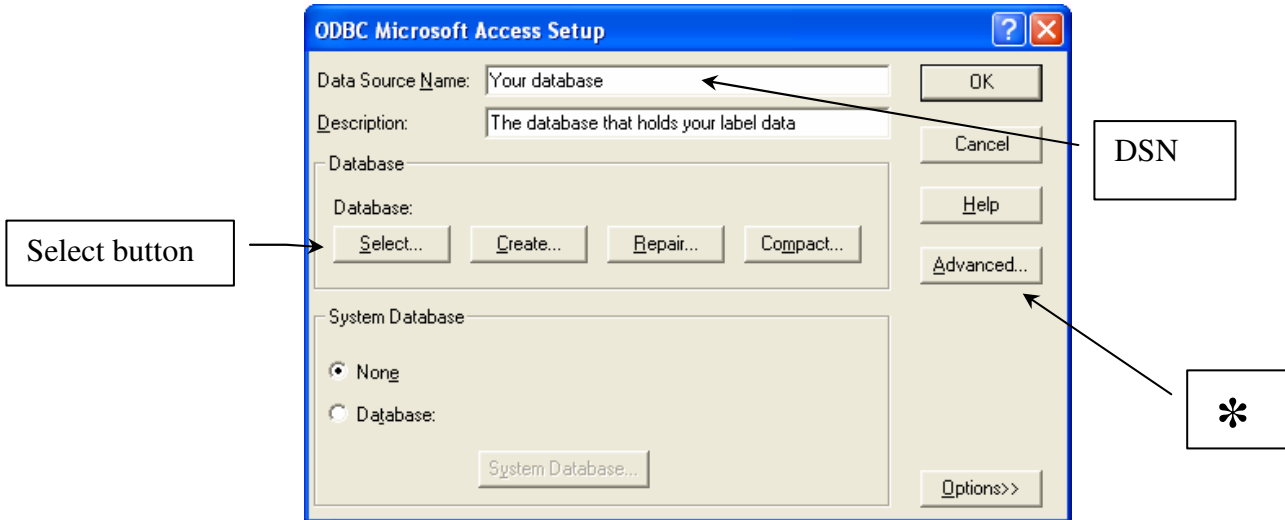 ODBC Microsoft Access Setup
Data Source Name: Your database
OK
Description: The database that holds your label data
Cancel
DSN
Database
Database:
Help
Select button
Select... Create... Repair... Compact...
Advanced...
System Database
None
Database:
*
System Database...
Options>>